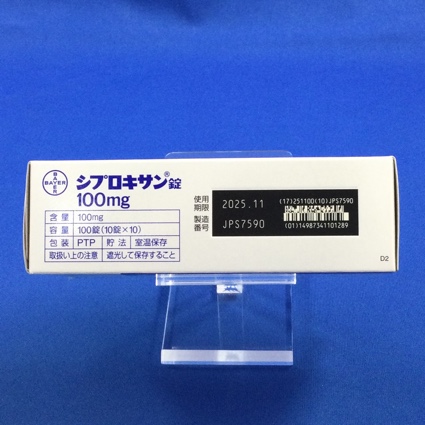 BAYER
BAYER
シプロキサン®錠
100mg
含量 100mg
容量 100錠(10錠×10)
包装 PTP 貯法 室温保存
取扱い上の注意 遮光して保存すること
使用期限 2025.11
製造番号 JPS7590
(17)251100(10)JPS7590
(01)14987341101289
D2